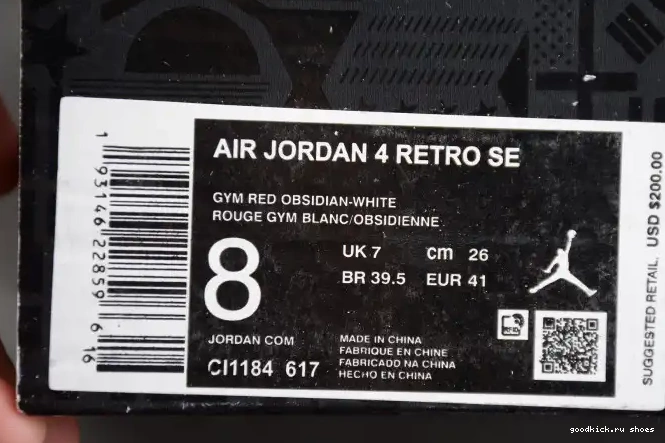 AIR JORDAN 4 RETRO SE
GYM RED OBSIDIAN-WHITE
ROUGE GYM BLANC/OBSIDIENNE
8
UK 7 cm 26
BR 39.5 EUR 41
JORDAN COM
CI1184 617
MADE IN CHINA
FABRIQUE EN CHINE
FABRICADO NA CHINA
HECHO EN CHINA
RFID
1 93146 22859 6 16
SUGGESTED RETAIL. USD $200.00
goodkick.ru shoes